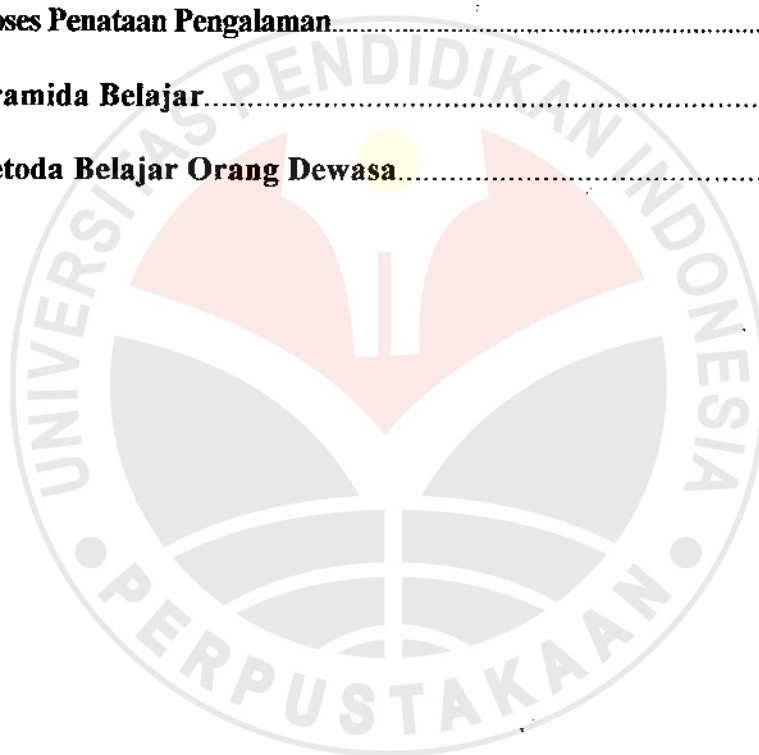 oses Penataan Pengalaman
ramida Belajar
etoda Belajar Orang Dewasa
UNIVERSITAS PENDIDIKAN INDONESIA
PERPUSTAKAAN